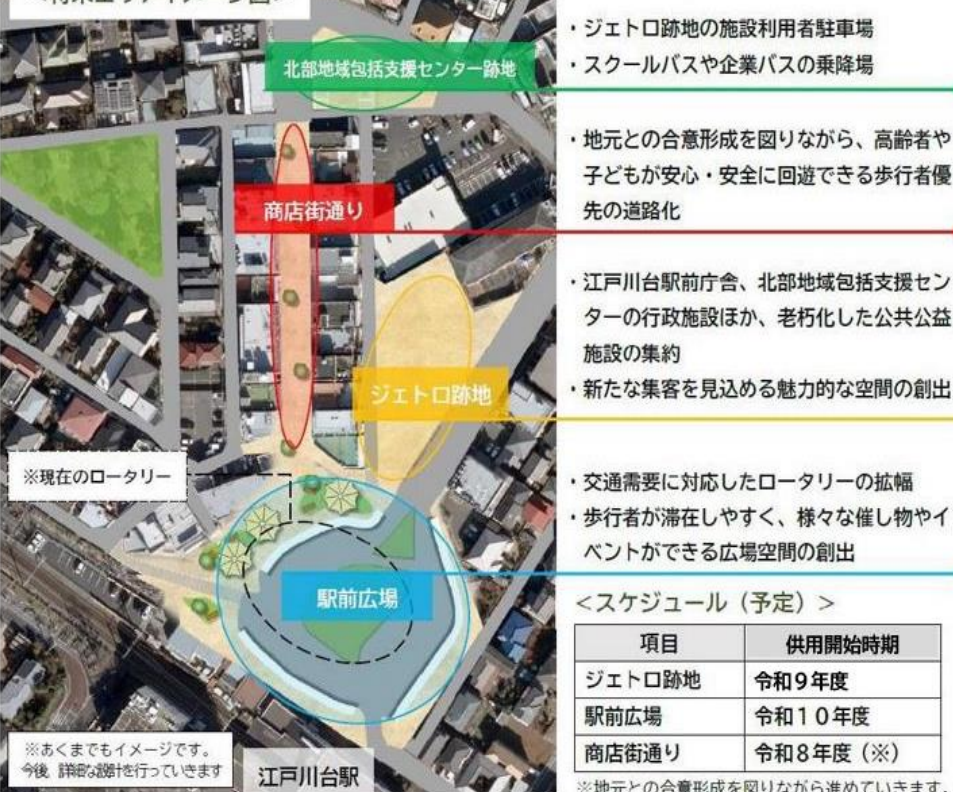 北部地域包括支援センター跡地
・ジェトロ跡地の施設利用者駐車場
・スクールバスや企業バスの乗降場
商店街通り
・地元との合意形成を図りながら、高齢者や
子どもが安心・安全に回遊できる歩行者優
先の道路化
ジェトロ跡地
・江戸川台駅前庁舎、北部地域包括支援セン
ターの行政施設ほか、老朽化した公共公益
施設の集約
・新たな集客を見込める魅力的な空間の創出
※現在のロータリー
駅前広場
・交通需要に対応したロータリーの拡幅
・歩行者が滞在しやすく、様々な催し物やイ
ベントができる広場空間の創出
<スケジュール（予定）>
項目 供用開始時期
ジェトロ跡地 令和9年度
駅前広場 令和10年度
商店街通り 令和8年度（※）
※地元との合意形成を図りながら進めていきます。
※あくまでもイメージです。
今後、詳細な設計を行っていきます
江戸川台駅